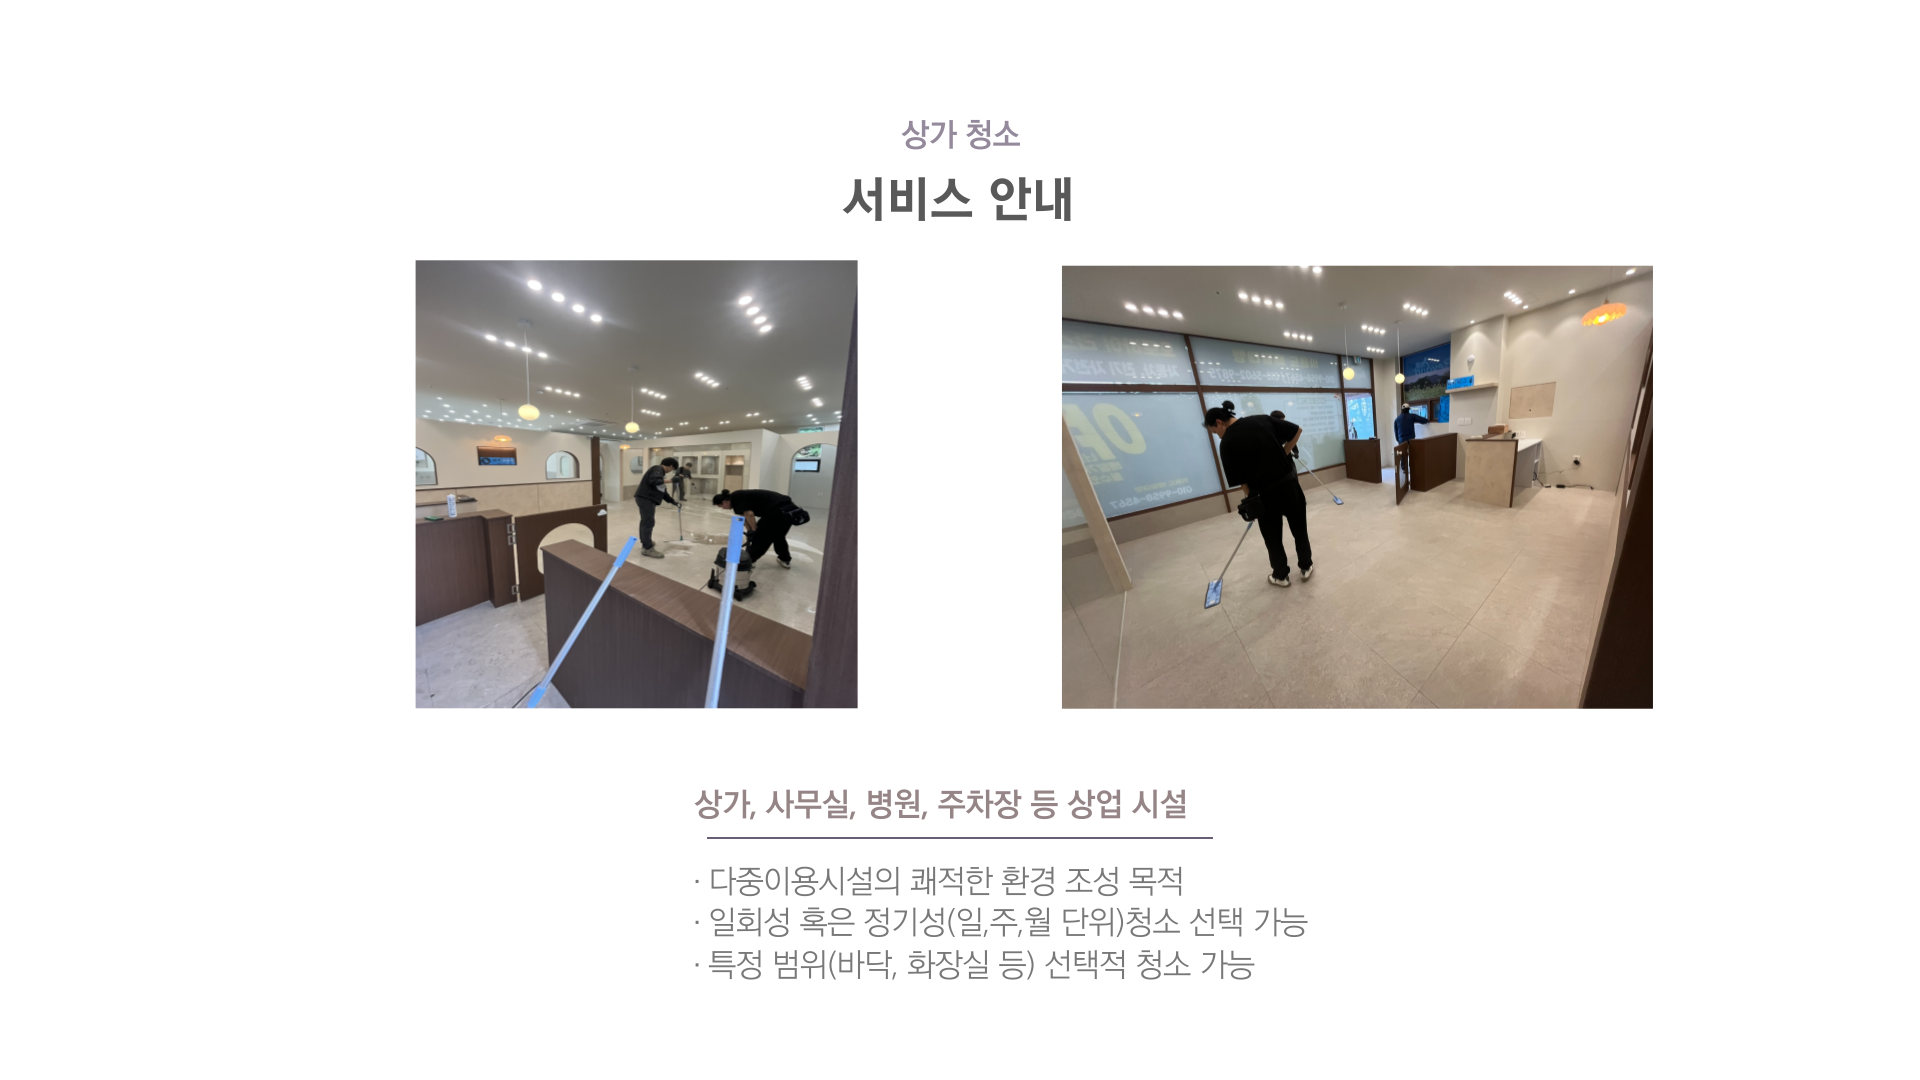 상가 청소
서비스 안내
상가, 사무실, 병원, 주차장 등 상업 시설
· 다중이용시설의 쾌적한 환경 조성 목적
· 일회성 혹은 정기성(일,주,월 단위)청소 선택 가능
· 특정 범위(바닥, 화장실 등) 선택적 청소 가능